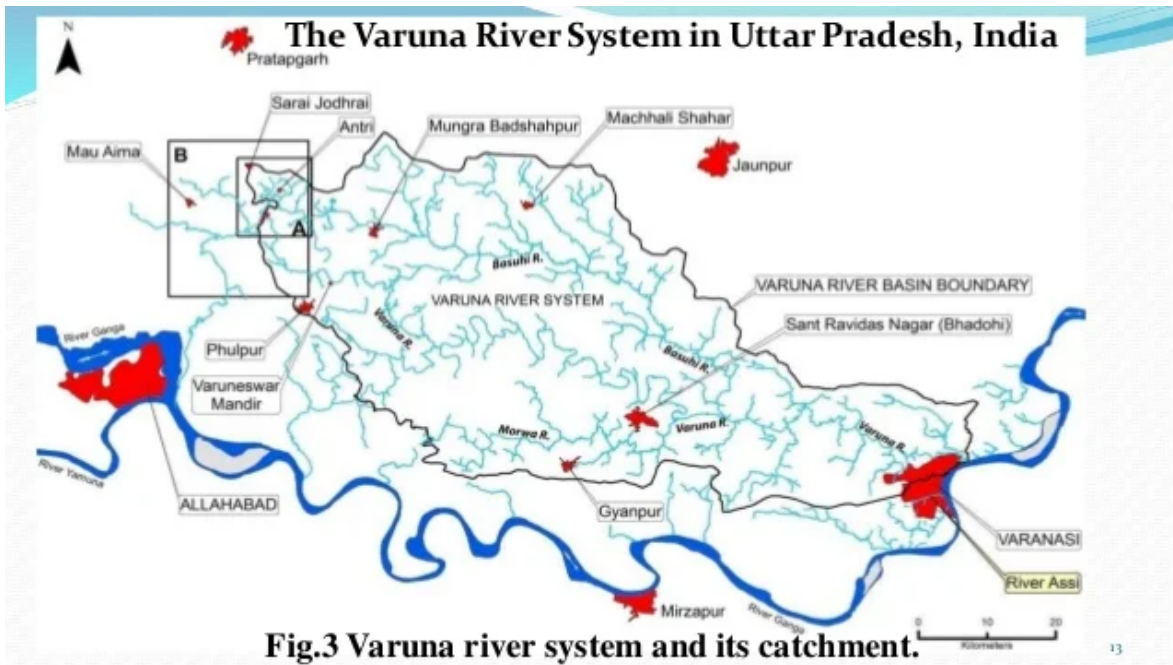 The Varuna River System in Uttar Pradesh, India
N
Pratapgarh
Sarai Jodhrai
Antri
Mungra Badshahpur
Machhali Shahar
Mau Aima
B
Jaunpur
A
Basuhi R.
VARUNA RIVER BASIN BOUNDARY
VARUNA RIVER SYSTEM
Sant Ravidas Nagar (Bhadohi)
River Ganga
Varuna R.
Phulpur
Basuhi R.
Varuneswar
Mandir
Morwa R.
Varuna R.
Varuna R.
River Yamuna
ALLAHABAD
Gyanpur
VARANASI
River Assi
Mirzapur
River Ganga
0 10 20
Kilometers
Fig.3 Varuna river system and its catchment.
13